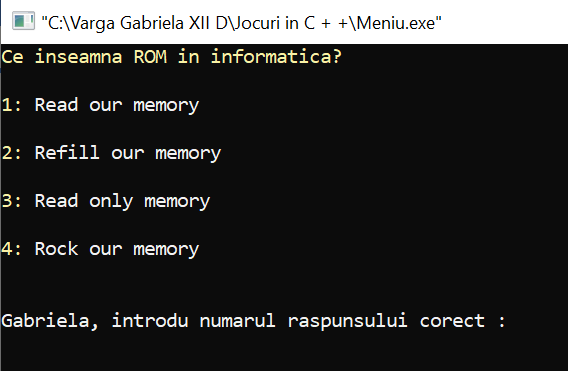 "C:\Varga Gabriela XII D\Jocuri in C + +\Meniu.exe"
Ce inseamna ROM in informatica?
1: Read our memory
2: Refill our memory
3: Read only memory
4: Rock our memory
Gabriela, introdu numarul raspunsului corect :